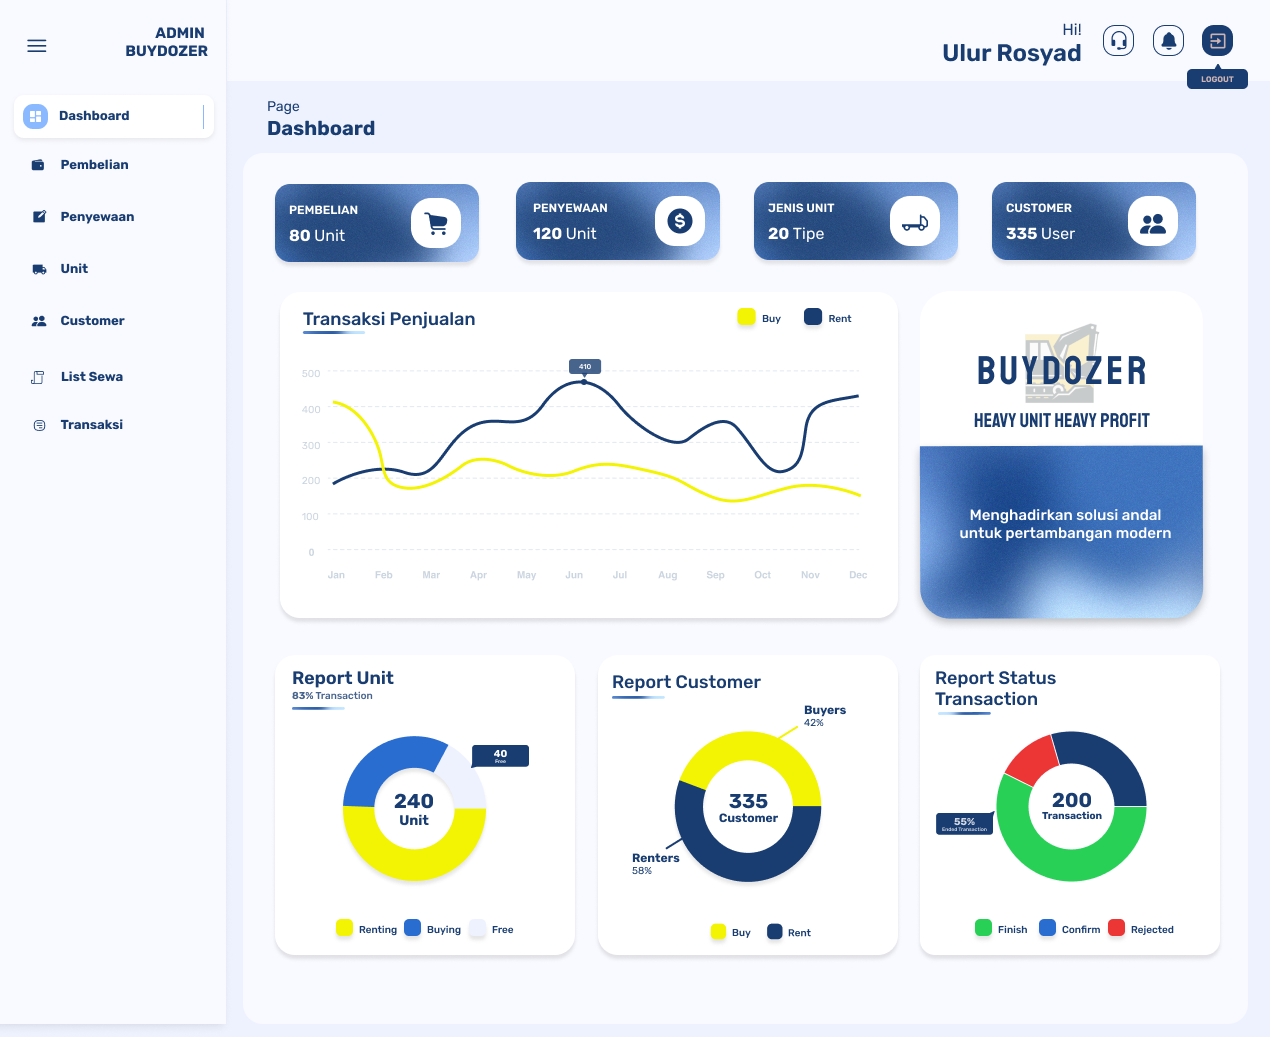 ADMIN
BUYDOZER
Hi!
Ulur Rosyad
LOGOUT
Dashboard
Pembelian
Penyewaan
Unit
Customer
List Sewa
Transaksi
Page
Dashboard
PEMBELIAN
80 Unit
PENYEWAAN
120 Unit
JENIS UNIT
20 Tipe
CUSTOMER
335 User
Transaksi Penjualan
Buy
Rent
410
500
400
300
200
100
0
Jan
Feb
Mar
Apr
May
Jun
Jul
Aug
Sep
Oct
Nov
Dec
BUYDOZER
HEAVY UNIT HEAVY PROFIT
Menghadirkan solusi andal
untuk pertambangan modern
Report Unit
83% Transaction
40
Free
240
Unit
Renting
Buying
Free
Report Customer
Buyers
42%
335
Customer
Renters
58%
Buy
Rent
Report Status
Transaction
200
Transaction
55%
Ended Transaction
Finish
Confirm
Rejected